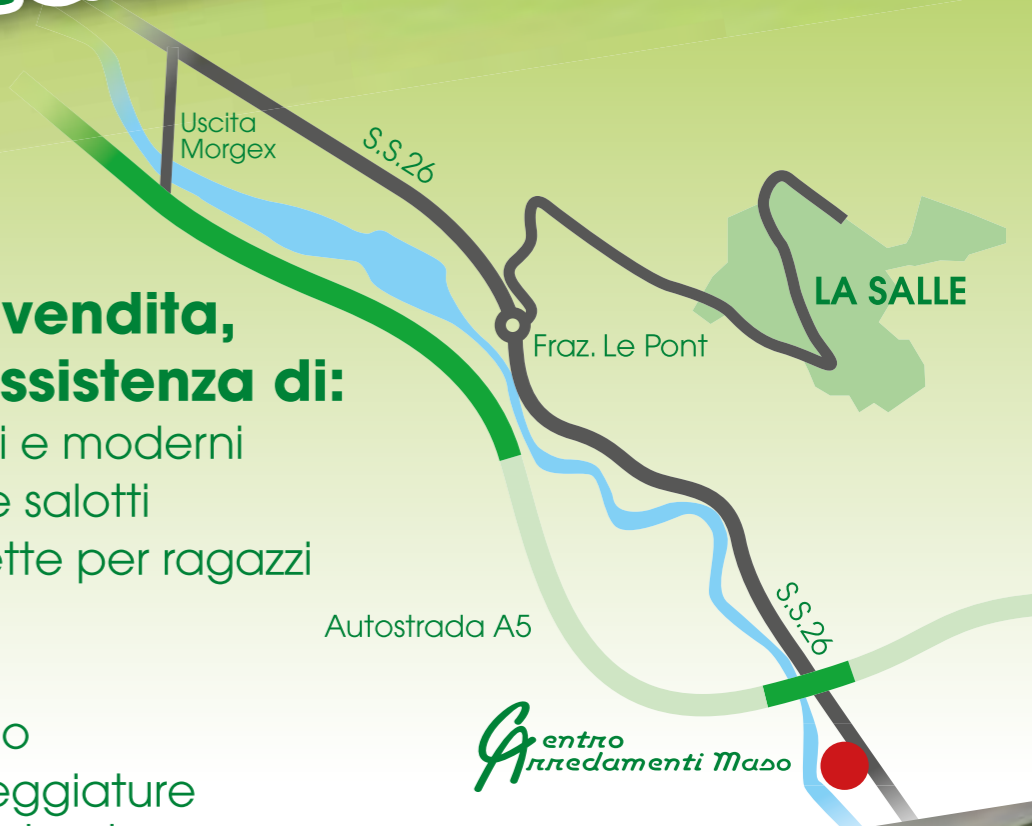 Uscita
Morgex
S.S.26
LA SALLE
Fraz. Le Pont
vendita,
ssistenza di:
i e moderni
e salotti
ette per ragazzi
Autostrada A5
S.S.26
Centro
Arredamenti Maso
o
eggiature